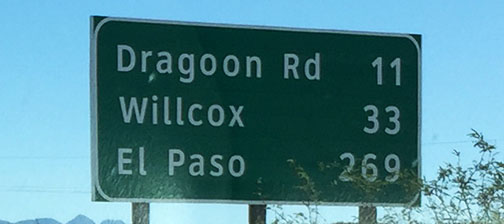 Dragoon Rd 11
Willcox 33
El Paso 269